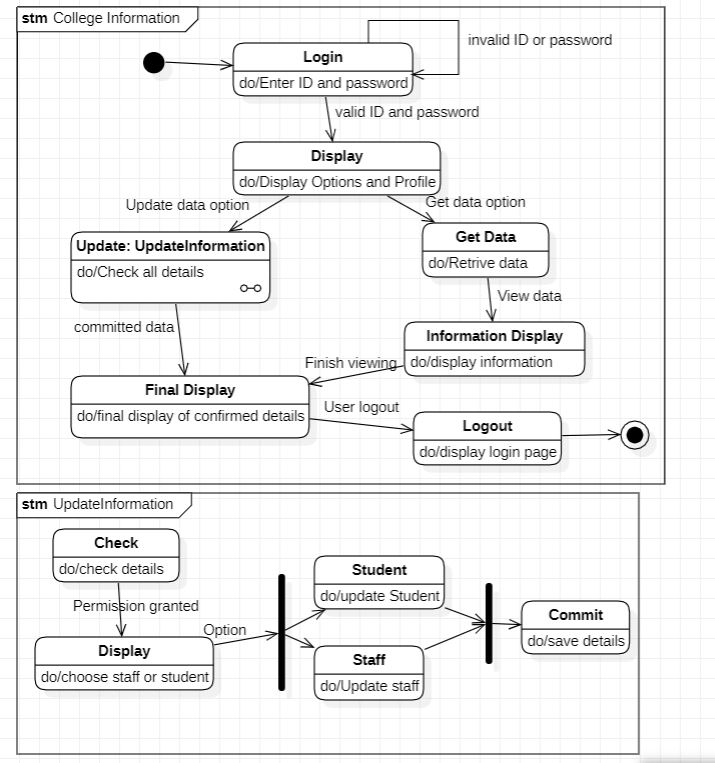 stm College Information
invalid ID or password
Login
do/Enter ID and password
valid ID and password
Display
do/Display Options and Profile
Update data option
Get data option
Update: UpdateInformation
do/Check all details
Get Data
do/Retrive data
View data
committed data
Information Display
do/display information
Finish viewing
Final Display
do/final display of confirmed details
User logout
Logout
do/display login page
stm UpdateInformation
Check
do/check details
Permission granted
Display
do/choose staff or student
Option
Student
do/update Student
Staff
do/Update staff
Commit
do/save details